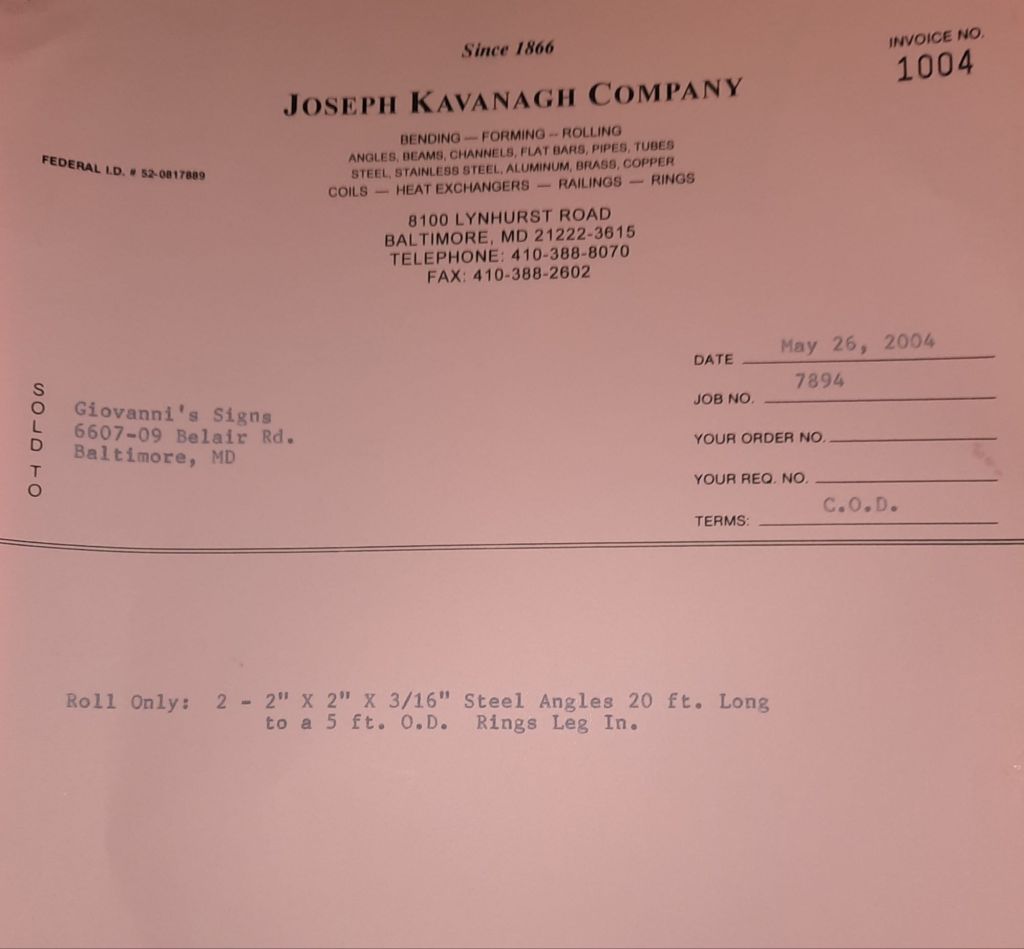 Since 1866
INVOICE NO.
1004
JOSEPH KAVANAGH COMPANY
BENDING — FORMING -- ROLLING
ANGLES, BEAMS, CHANNELS, FLAT BARS, PIPES, TUBES
STEEL, STAINLESS STEEL, ALUMINUM, BRASS, COPPER
COILS — HEAT EXCHANGERS — RAILINGS — RINGS
FEDERAL I.D. # 52-0817889
8100 LYNHURST ROAD
BALTIMORE, MD 21222-3615
TELEPHONE: 410-388-8070
FAX: 410-388-2602
DATE May 26, 2004
JOB NO. 7894
YOUR ORDER NO.
YOUR REQ. NO.
TERMS: C.O.D.
SOLD TO
Giovanni's Signs
6607-09 Belair Rd.
Baltimore, MD
Roll Only: 2 - 2" X 2" X 3/16" Steel Angles 20 ft. Long
to a 5 ft. O.D. Rings Leg In.